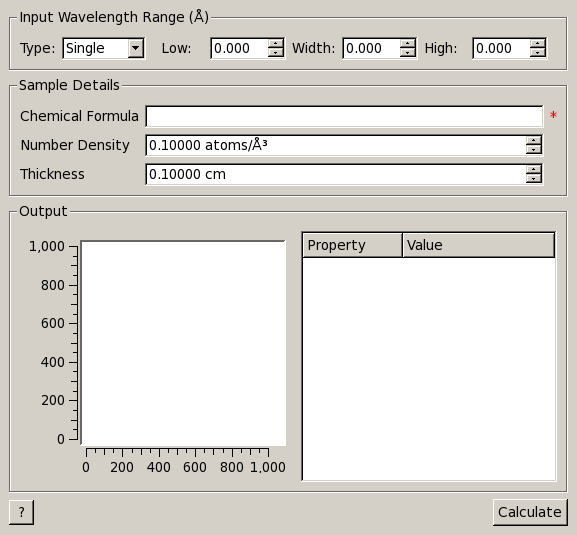 Input Wavelength Range (Å)
Type: Single Low: 0.000 Width: 0.000 High: 0.000
Sample Details
Chemical Formula *
Number Density 0.10000 atoms/Å³
Thickness 0.10000 cm
Output
Property Value
1,000
800
600
400
200
0
0 200 400 600 800 1,000
? Calculate